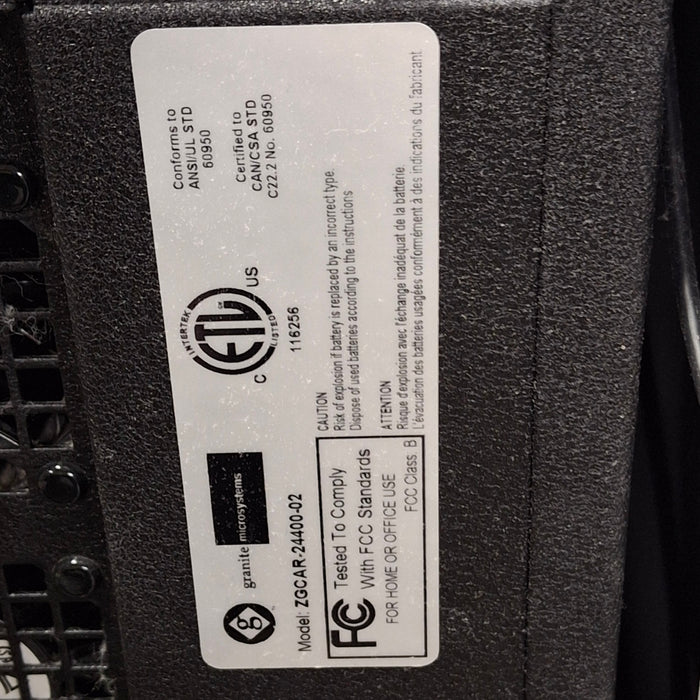 granite microsystems
Model: ZGCAR-24400-02
FC Tested To Comply
With FCC Standards
FOR HOME OR OFFICE USE
FCC Class. B
INTERTEK
ETL
LISTED
C US
116256
Conforms to
ANSI/UL STD
60950
Certified to
CAN/CSA STD
C22.2 No. 60950
CAUTION
Risk of explosion if battery is replaced by an incorrect type.
Dispose of used batteries according to the instructions
ATTENTION
Risque d'explosion avec l'échange inadéquat de la batterie.
L'évacuation des batteries usagées conformément à des indications du fabricant